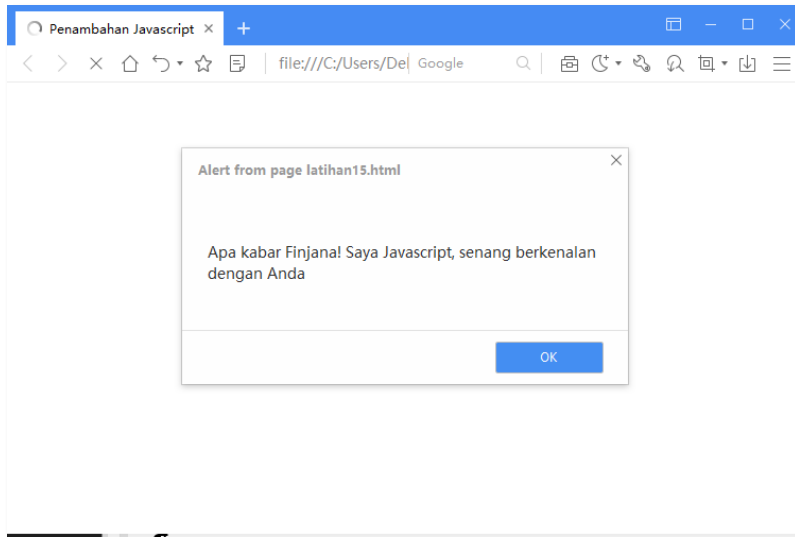 Penambahan Javascript
file:///C:/Users/De Google
Alert from page latihan15.html
Apa kabar Finjana! Saya Javascript, senang berkenalan
dengan Anda
OK